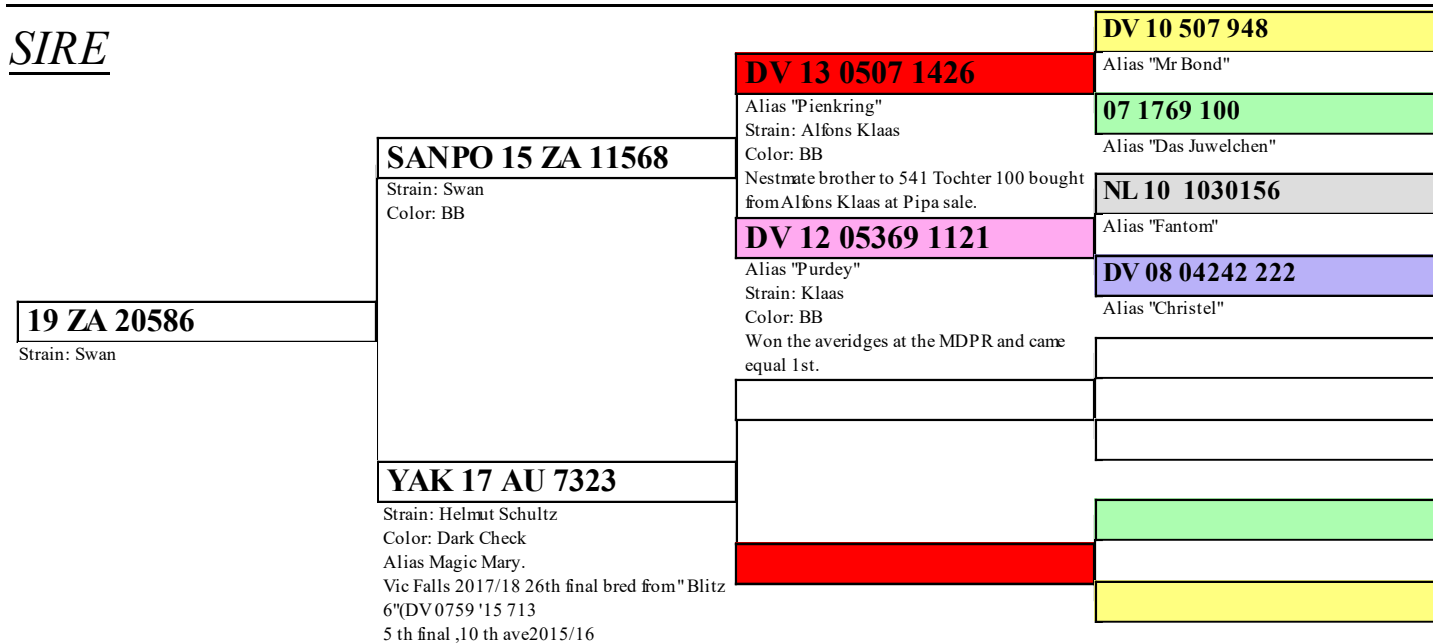 SIRE
19 ZA 20586
Strain: Swan
SANPO 15 ZA 11568
Strain: Swan
Color: BB
YAK 17 AU 7323
Strain: Helmut Schultz
Color: Dark Check
Alias Magic Mary.
Vic Falls 2017/18 26th final bred from "Blitz
6"(DV 0759 '15 713
5 th final ,10 th ave2015/16
DV 13 0507 1426
Alias "Pienkring"
Strain: Alfons Klaas
Color: BB
Nestmate brother to 541 Tochter 100 bought
from Alfons Klaas at Pipa sale.
DV 12 05369 1121
Alias "Purdey"
Strain: Klaas
Color: BB
Won the averidges at the MDPR and came
equal 1st.
DV 10 507 948
Alias "Mr Bond"
07 1769 100
Alias "Das Juwelchen"
NL 10 1030156
Alias "Fantom"
DV 08 04242 222
Alias "Christel"